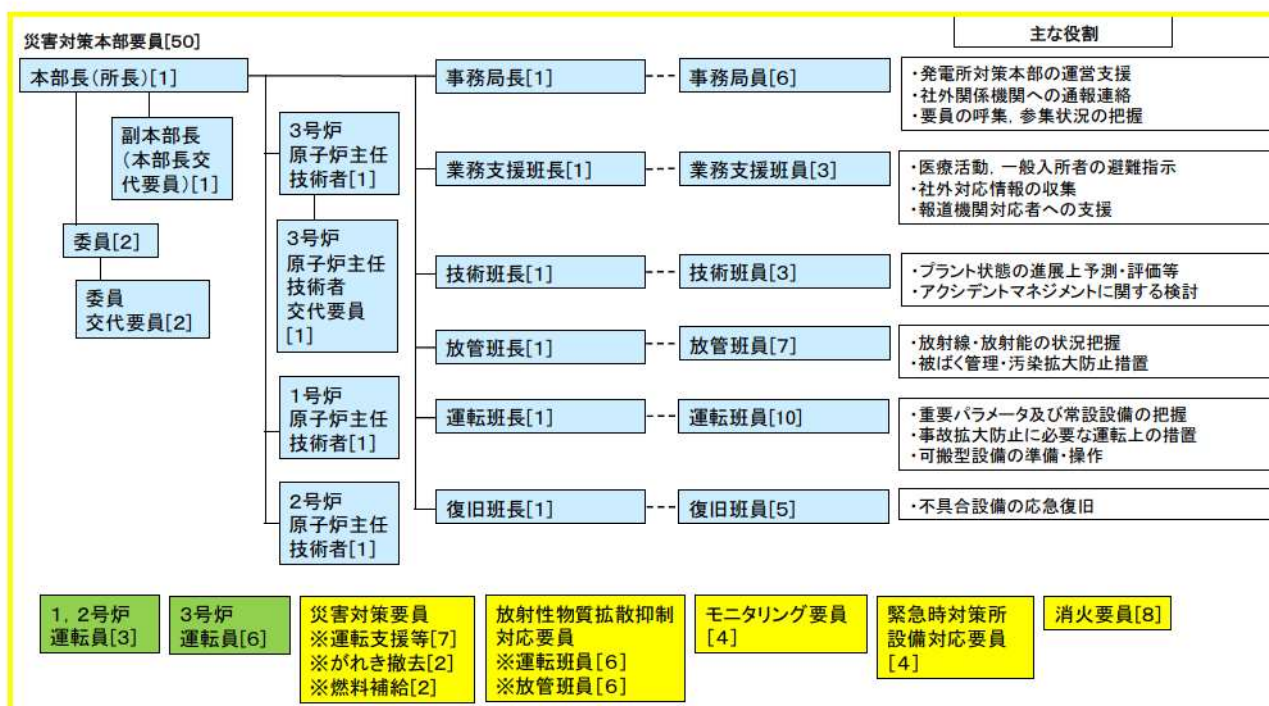 災害対策本部要員[50]
主な役割
本部長(所長)[1]
副本部長
(本部長交
代要員)[1]
委員[2]
委員
交代要員[2]
3号炉
原子炉主任
技術者[1]
3号炉
原子炉主任
技術者
交代要員
[1]
1号炉
原子炉主任
技術者[1]
2号炉
原子炉主任
技術者[1]
事務局長[1]
事務局員[6]
・発電所対策本部の運営支援
・社外関係機関への通報連絡
・要員の呼集，参集状況の把握
業務支援班長[1]
業務支援班員[3]
・医療活動，一般入所者の避難指示
・社外対応情報の収集
・報道機関対応者への支援
技術班長[1]
技術班員[3]
・プラント状態の進展上予測・評価等
・アクシデントマネジメントに関する検討
放管班長[1]
放管班員[7]
・放射線・放射能の状況把握
・被ばく管理・汚染拡大防止措置
運転班長[1]
運転班員[10]
・重要パラメータ及び常設設備の把握
・事故拡大防止に必要な運転上の措置
・可搬型設備の準備・操作
復旧班長[1]
復旧班員[5]
・不具合設備の応急復旧
1，2号炉
運転員[3]
3号炉
運転員[6]
災害対策要員
※運転支援等[7]
※がれき撤去[2]
※燃料補給[2]
放射性物質拡散抑制
対応要員
※運転班員[6]
※放管班員[6]
モニタリング要員
[4]
緊急時対策所
設備対応要員
[4]
消火要員[8]